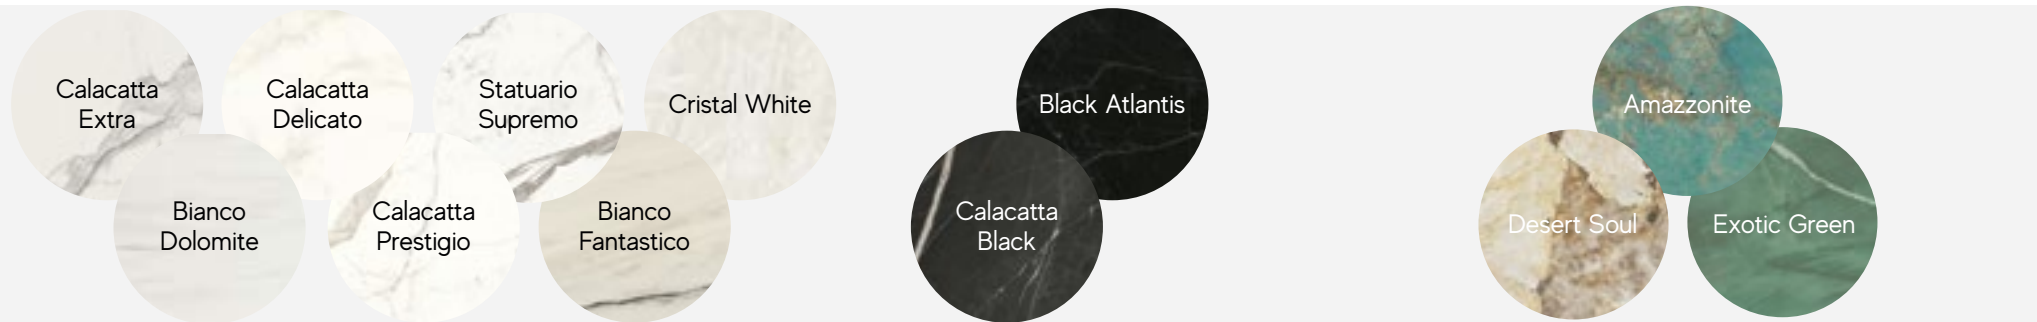 Calacatta
Extra
Calacatta
Delicato
Statuario
Supremo
Cristal White
Bianco
Dolomite
Calacatta
Prestigio
Bianco
Fantastico
Black Atlantis
Calacatta
Black
Amazzonite
Desert Soul
Exotic Green